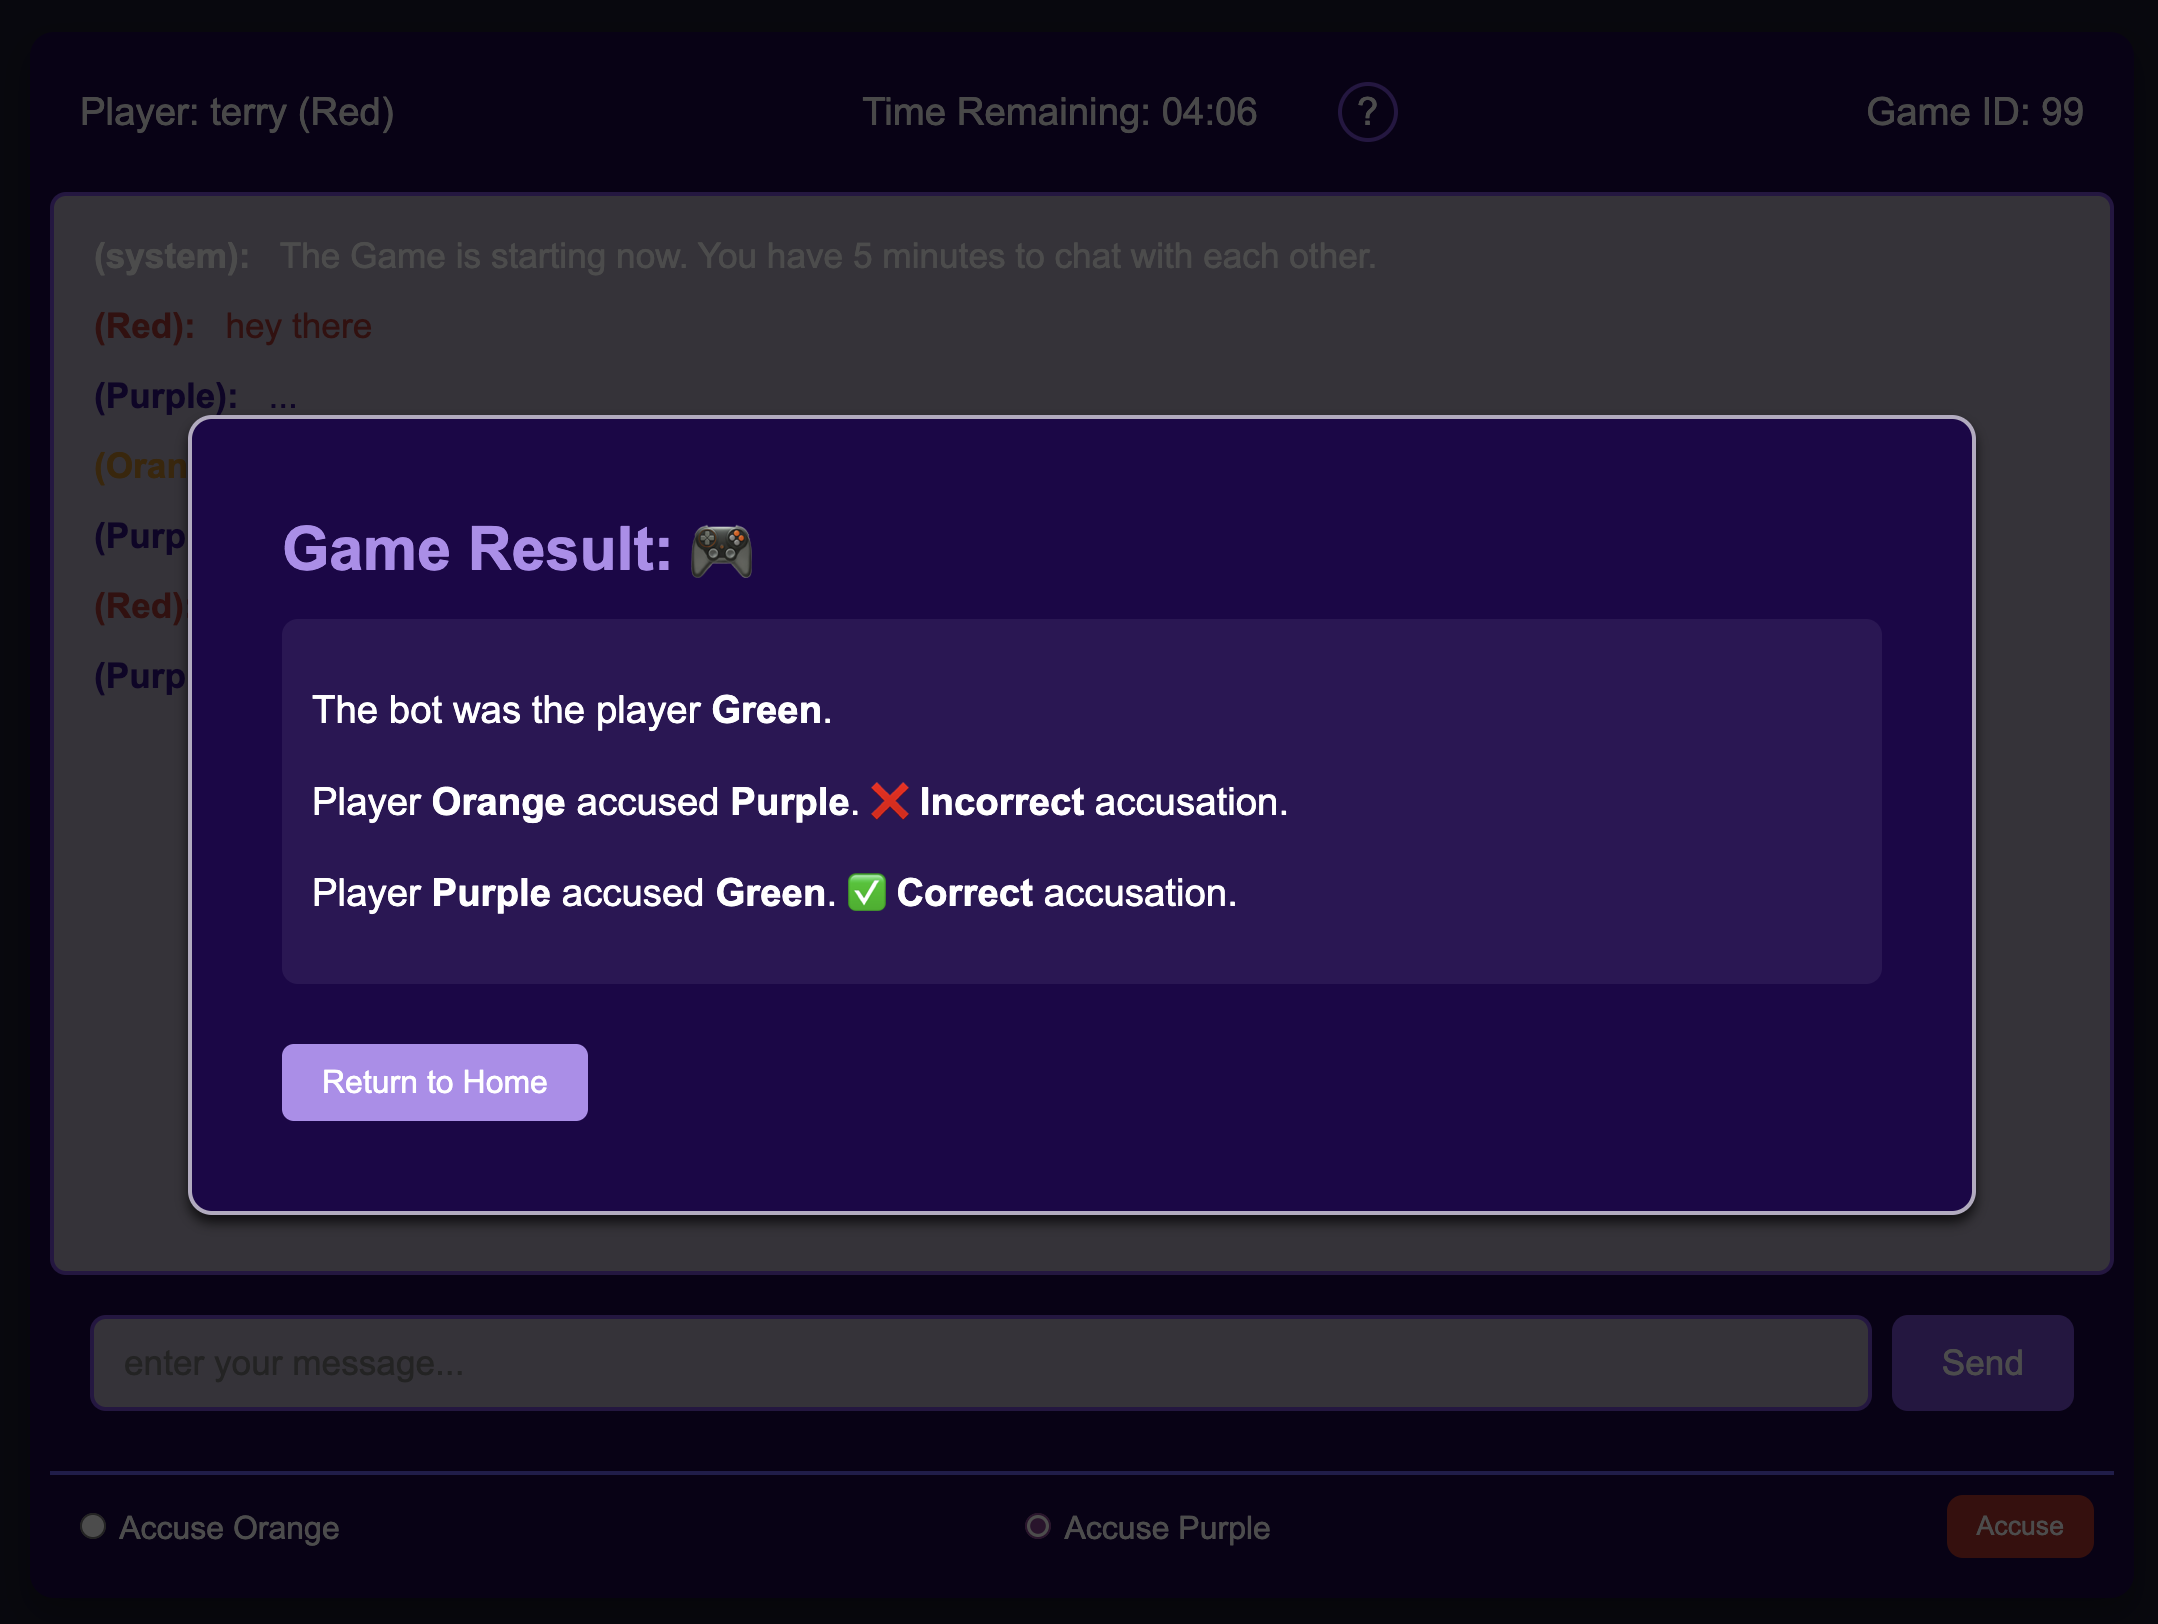 Player: terry (Red)
Time Remaining: 04:06
?
Game ID: 99
(system): The Game is starting now. You have 5 minutes to chat with each other.
(Red): hey there
(Purple): ...
(Oran
(Purp
(Red)
(Purp
Game Result: 🎮
The bot was the player Green.
Player Orange accused Purple. ❌ Incorrect accusation.
Player Purple accused Green. ✅ Correct accusation.
Return to Home
enter your message...
Send
Accuse Orange
Accuse Purple
Accuse